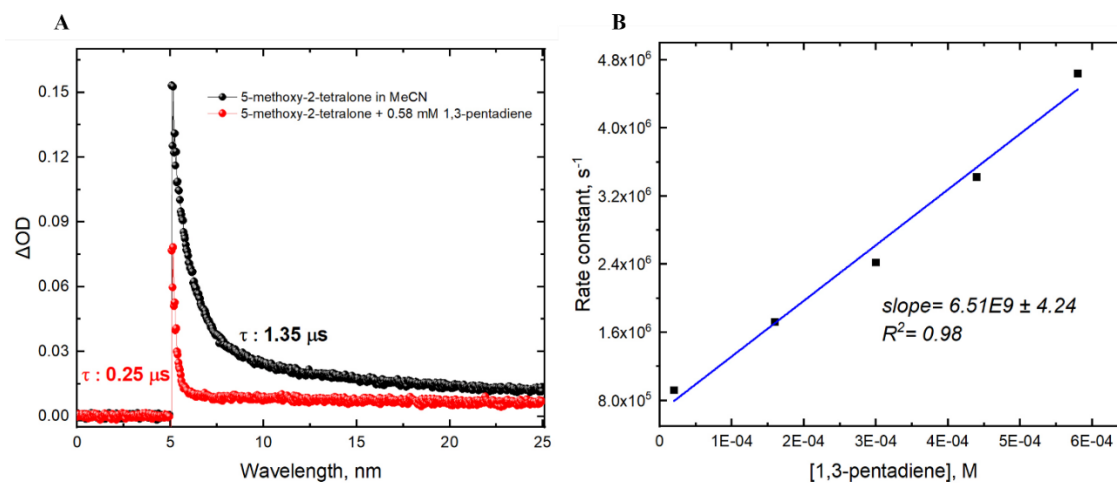 A
B
0.15
0.12
0.09
0.06
0.03
0.00
ΔOD
5-methoxy-2-tetralone in MeCN
5-methoxy-2-tetralone + 0.58 mM 1,3-pentadiene
τ : 1.35 μs
τ : 0.25 μs
0 5 10 15 20 25
Wavelength, nm
4.8x10⁶
4.0x10⁶
3.2x10⁶
2.4x10⁶
1.6x10⁶
8.0x10⁵
Rate constant, s⁻¹
slope= 6.51E9 ± 4.24
R²= 0.98
0 1E-04 2E-04 3E-04 4E-04 5E-04 6E-04
[1,3-pentadiene], M